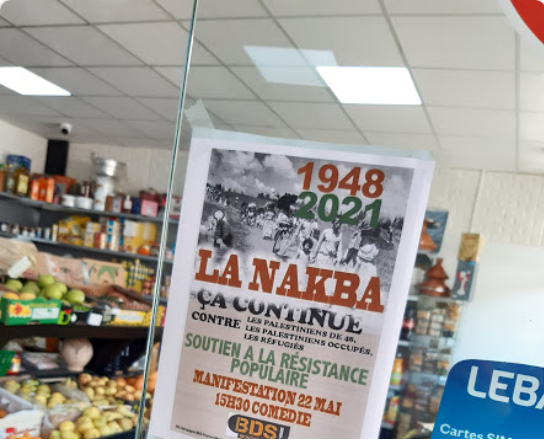 1948
2021
LA NAKBA
ÇA CONTINUE
CONTRE LES PALESTINIENS DE 48,
LES PALESTINIENS OCCUPÉS,
LES RÉFUGIÉS
SOUTIEN A LA RÉSISTANCE
POPULAIRE
MANIFESTATION 22 MAI
15H30 COMEDIE
BDS
LEBA
Cartes SIM